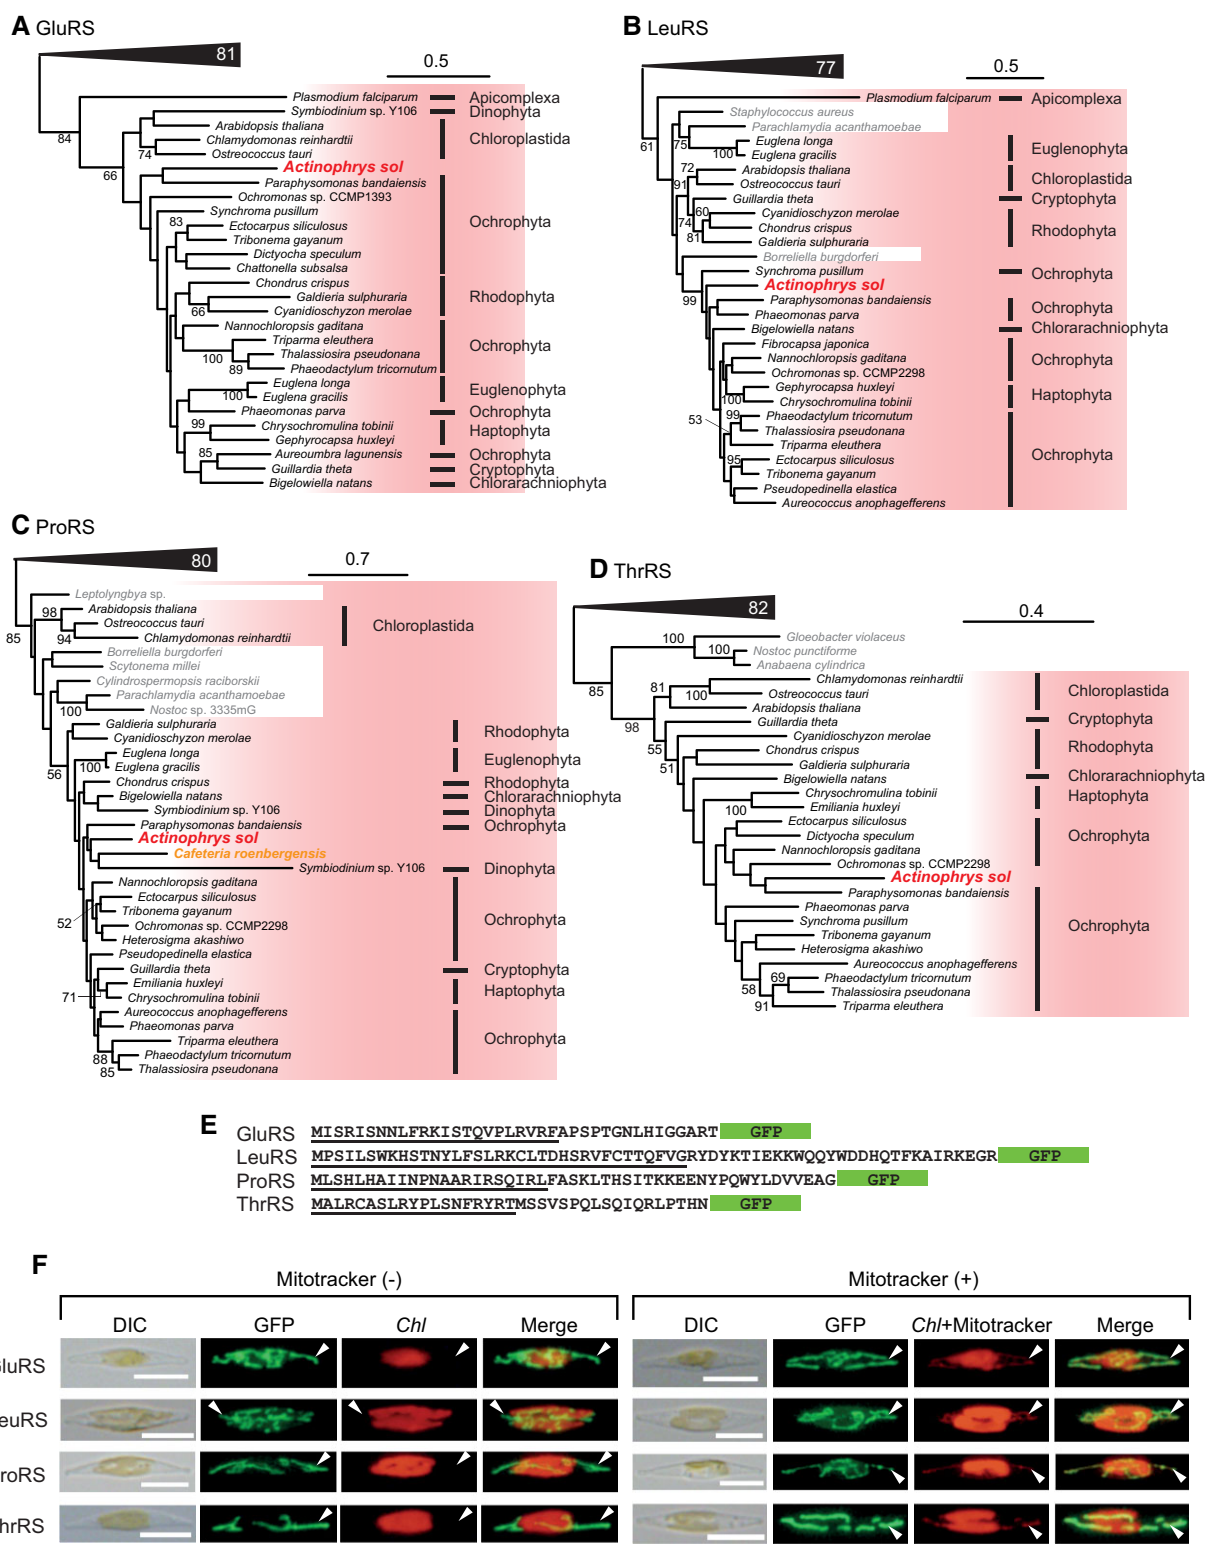 A GluRS
81
0.5
84
Plasmodium falciparum
Apicomplexa
Symbiodinium sp. Y106
Dinophyta
Arabidopsis thaliana
Chlamydomonas reinhardtii
Chloroplastida
74
Ostreococcus tauri
66
Actinophrys sol
Paraphysomonas bandaiensis
Ochromonas sp. CCMP1393
Synchroma pusillum
83
Ectocarpus siliculosus
Ochrophyta
Tribonema gayanum
Dictyocha speculum
Chattonella subsalsa
Chondrus crispus
Galdieria sulphuraria
Rhodophyta
66
Cyanidioschyzon merolae
Nannochloropsis gaditana
Triparma eleuthera
Ochrophyta
100
Thalassiosira pseudonana
89
Phaeodactylum tricornutum
Euglena longa
Euglenophyta
100
Euglena gracilis
Phaeomonas parva
Ochrophyta
99
Chrysochromulina tobinii
Haptophyta
Gephyrocapsa huxleyi
85
Aureoumbra lagunensis
Ochrophyta
Guillardia theta
Cryptophyta
Bigelowiella natans
Chlorarachniophyta
B LeuRS
77
0.5
61
Plasmodium falciparum
Apicomplexa
Staphylococcus aureus
Parachlamydia acanthamoebae
75
Euglena longa
Euglenophyta
100
Euglena gracilis
72
Arabidopsis thaliana
Chloroplastida
91
Ostreococcus tauri
Guillardia theta
Cryptophyta
60
Cyanidioschyzon merolae
74
Chondrus crispus
Rhodophyta
81
Galdieria sulphuraria
Borreliella burgdorferi
Synchroma pusillum
Ochrophyta
Actinophrys sol
99
Paraphysomonas bandaiensis
Ochrophyta
Phaeomonas parva
Bigelowiella natans
Chlorarachniophyta
Fibrocapsa japonica
Nannochloropsis gaditana
Ochrophyta
Ochromonas sp. CCMP2298
Gephyrocapsa huxleyi
Haptophyta
100
Chrysochromulina tobinii
99
Phaeodactylum tricornutum
53
Thalassiosira pseudonana
Triparma eleuthera
Ochrophyta
95
Ectocarpus siliculosus
Tribonema gayanum
Pseudopedinella elastica
Aureococcus anophagefferens
C ProRS
80
0.7
85
Leptolyngbya sp.
98
Arabidopsis thaliana
Ostreococcus tauri
Chloroplastida
94
Chlamydomonas reinhardtii
Borreliella burgdorferi
Scytonema millei
Cylindrospermopsis raciborskii
Parachlamydia acanthamoebae
100
Nostoc sp. 3335mG
Galdieria sulphuraria
Rhodophyta
Cyanidioschyzon merolae
56
Euglena longa
Euglenophyta
100
Euglena gracilis
Chondrus crispus
Rhodophyta
Bigelowiella natans
Chlorarachniophyta
Symbiodinium sp. Y106
Dinophyta
Paraphysomonas bandaiensis
Ochrophyta
Actinophrys sol
Cafeteria roenbergensis
Symbiodinium sp. Y106
Dinophyta
Nannochloropsis gaditana
Ectocarpus siliculosus
52
Tribonema gayanum
Ochrophyta
Ochromonas sp. CCMP2298
Heterosigma akashiwo
Pseudopedinella elastica
Guillardia theta
Cryptophyta
Emiliania huxleyi
Haptophyta
71
Chrysochromulina tobinii
Aureococcus anophagefferens
Phaeomonas parva
Triparma eleuthera
Ochrophyta
88
Phaeodactylum tricornutum
85
Thalassiosira pseudonana
D ThrRS
82
0.4
85
100
Gloeobacter violaceus
100
Nostoc punctiforme
Anabaena cylindrica
98
Chlamydomonas reinhardtii
81
100
Ostreococcus tauri
Chloroplastida
Arabidopsis thaliana
Guillardia theta
Cryptophyta
55
Cyanidioschyzon merolae
51
Chondrus crispus
Rhodophyta
Galdieria sulphuraria
Bigelowiella natans
Chlorarachniophyta
Chrysochromulina tobinii
Haptophyta
100
Emiliania huxleyi
Ectocarpus siliculosus
Dictyocha speculum
Ochrophyta
Nannochloropsis gaditana
Ochromonas sp. CCMP2298
Actinophrys sol
Paraphysomonas bandaiensis
Phaeomonas parva
Synchroma pusillum
Ochrophyta
Tribonema gayanum
Heterosigma akashiwo
Aureococcus anophagefferens
69
Phaeodactylum tricornutum
58
Thalassiosira pseudonana
91
Triparma eleuthera
E
GluRS MISRISNNLFRKISTQVPLRVRFAPSPTGNLHIGGART GFP
LeuRS MPSILSWKHSTNYLFSLRKCLTDHSRVFCTTQFVGRYDYKTIEKKWQQYWDDHQTFKAIRKEGR GFP
ProRS MLSHLHAIINPNAARIRSQIRLFASKLTHSITKKEENYPQWYLDVVEAG GFP
ThrRS MALRCASLRYPLSNFRYRTMSSVSPQLSQIQRLPTHN GFP
F
Mitotracker (-)
Mitotracker (+)
DIC GFP Chl Merge
DIC GFP Chl+Mitotracker Merge
GluRS
LeuRS
ProRS
ThrRS